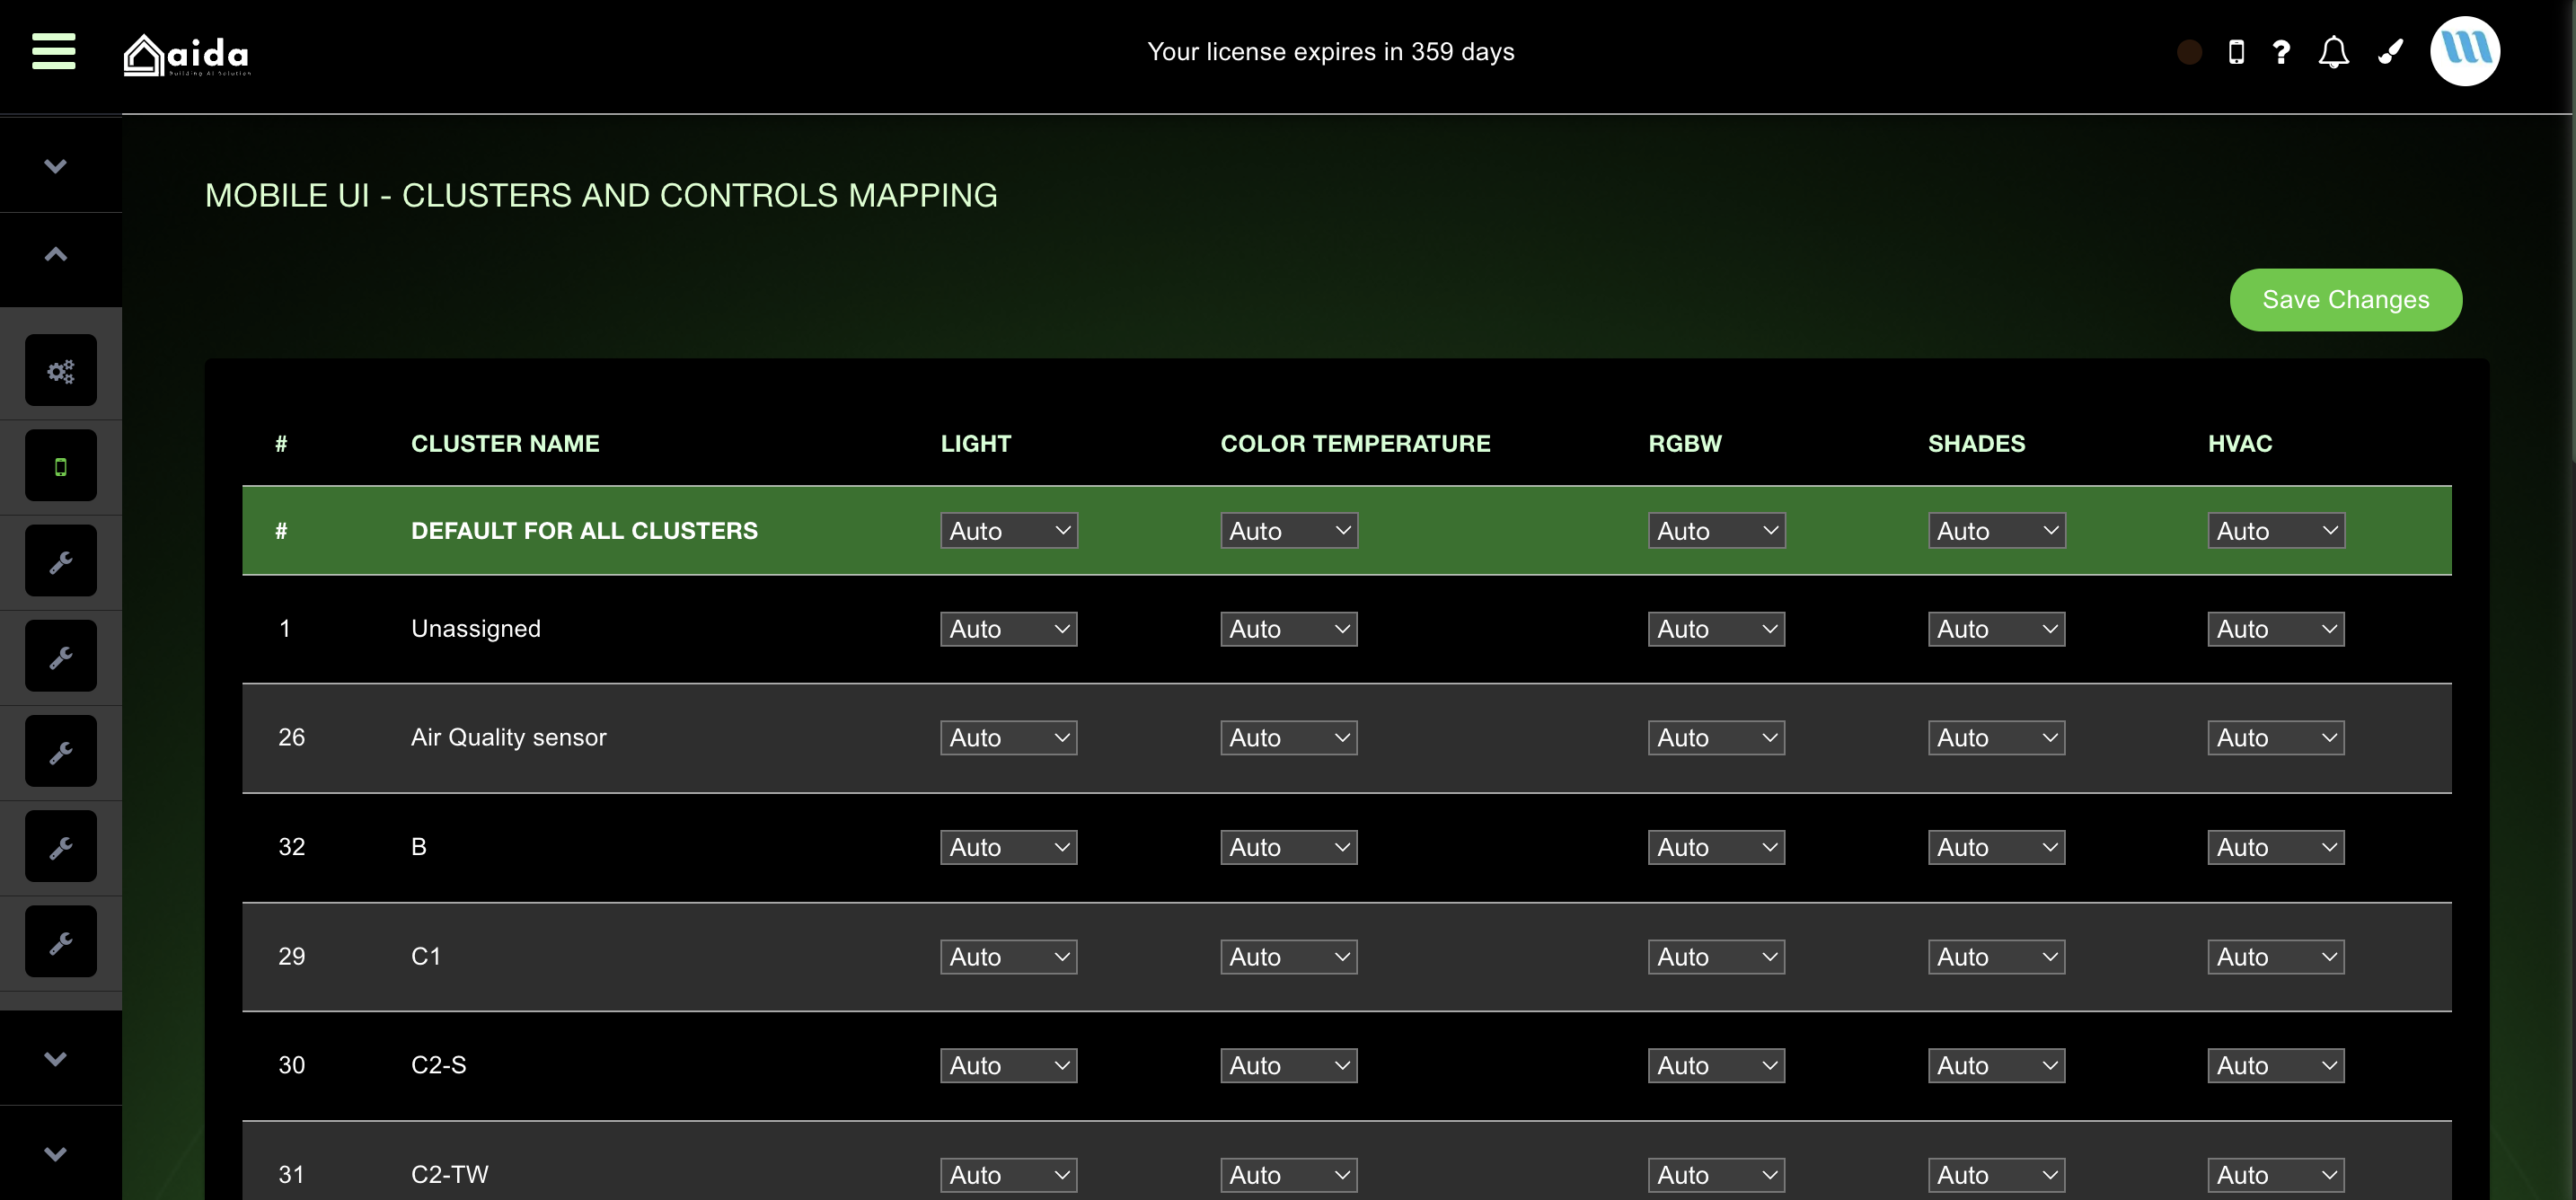 aida
Building AI Solution
Your license expires in 359 days
MOBILE UI - CLUSTERS AND CONTROLS MAPPING
Save Changes
# CLUSTER NAME LIGHT COLOR TEMPERATURE RGBW SHADES HVAC
# DEFAULT FOR ALL CLUSTERS Auto Auto Auto Auto Auto
1 Unassigned Auto Auto Auto Auto Auto
26 Air Quality sensor Auto Auto Auto Auto Auto
32 B Auto Auto Auto Auto Auto
29 C1 Auto Auto Auto Auto Auto
30 C2-S Auto Auto Auto Auto Auto
31 C2-TW Auto Auto Auto Auto Auto